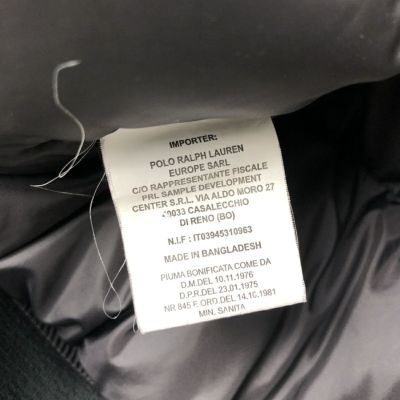 IMPORTER:
POLO RALPH LAUREN
EUROPE SARL
C/O RAPPRESENTANTE FISCALE
PRL SAMPLE DEVELOPMENT
CENTER S.R.L. VIA ALDO MORO 27
40033 CASALECCHIO
DI RENO (BO)
N.I.F : IT03945310963
MADE IN BANGLADESH
PIUMA BONIFICATA COME DA
D.M.DEL 10.11.1976
D.P.R.DEL 23.01.1975
NR 845 F. ORD.DEL 14.10.1981
MIN. SANITA